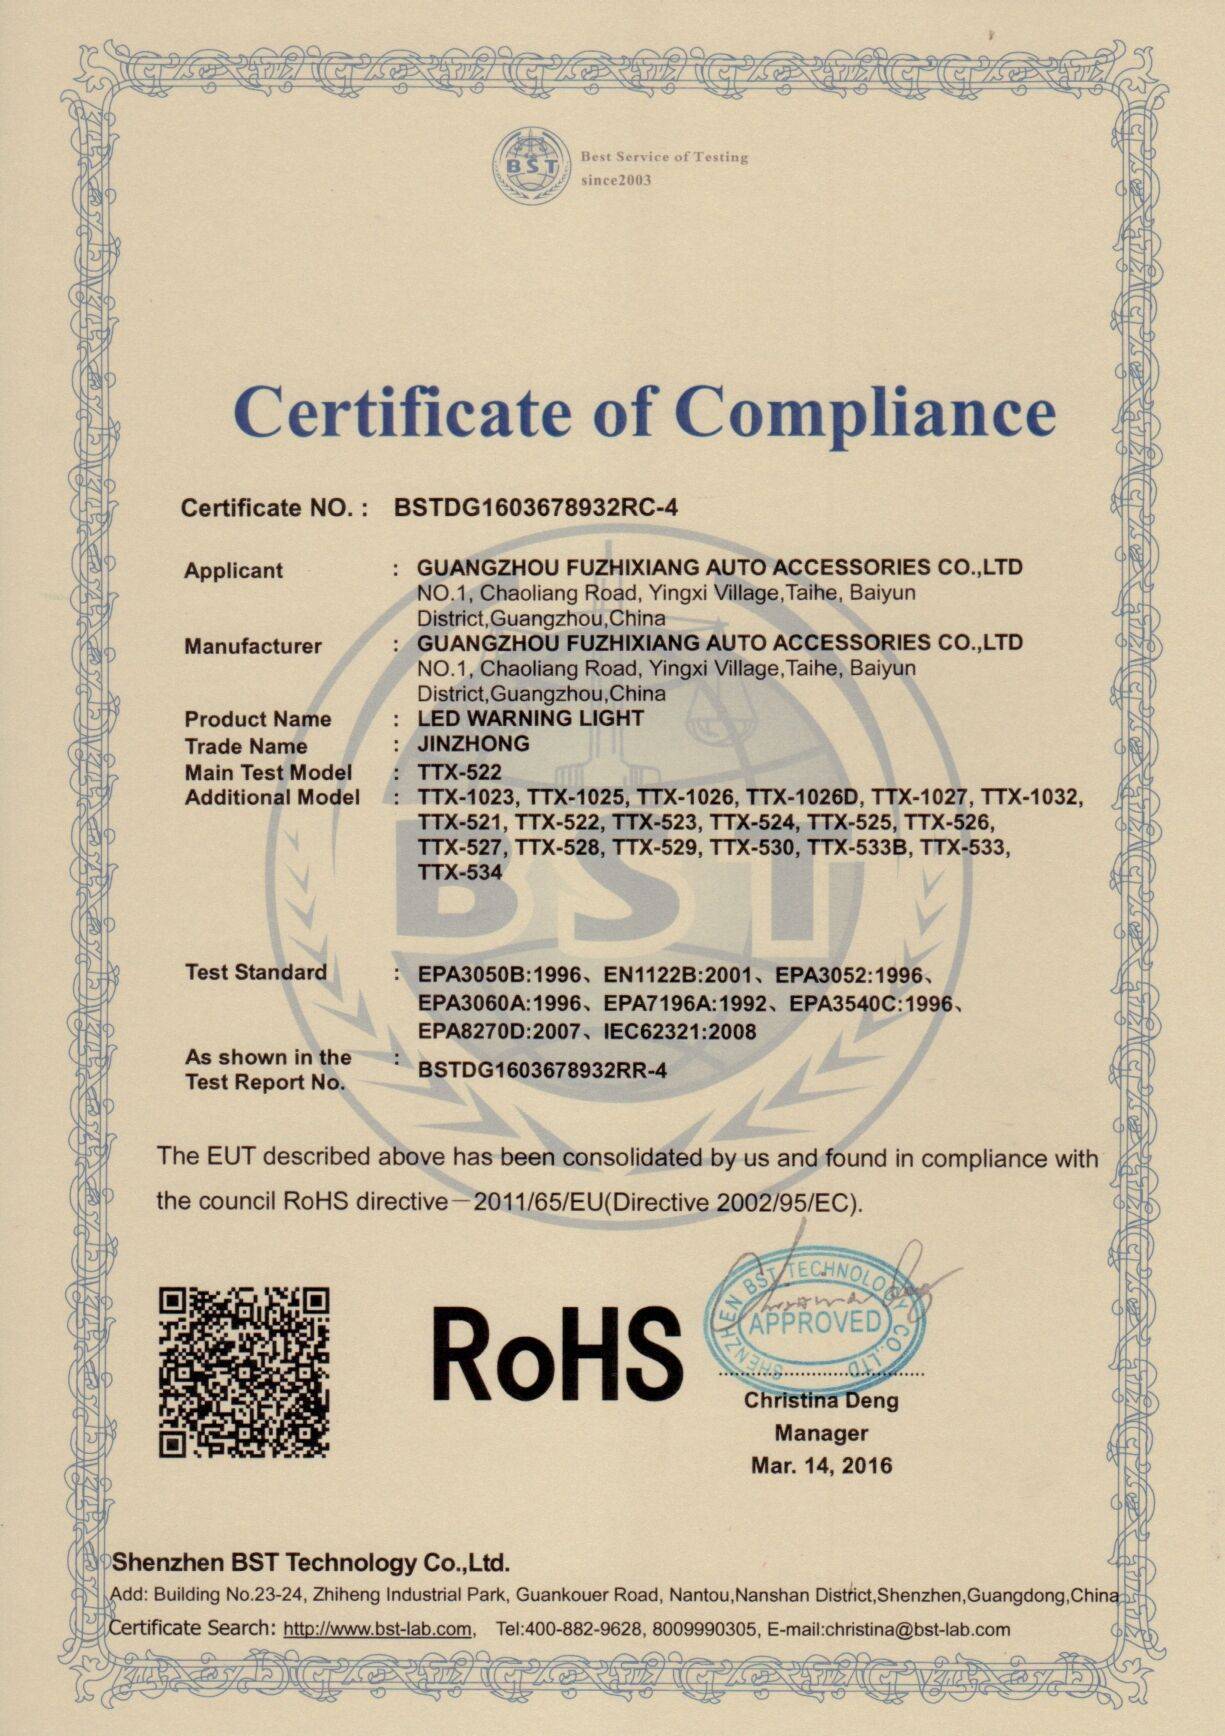 BST
Best Service of Testing
since2003
Certificate of Compliance
Certificate NO. : BSTDG1603678932RC-4
Applicant : GUANGZHOU FUZHIXIANG AUTO ACCESSORIES CO.,LTD
NO.1, Chaoliang Road, Yingxi Village,Taihe, Baiyun
District,Guangzhou,China
Manufacturer : GUANGZHOU FUZHIXIANG AUTO ACCESSORIES CO.,LTD
NO.1, Chaoliang Road, Yingxi Village,Taihe, Baiyun
District,Guangzhou,China
Product Name : LED WARNING LIGHT
Trade Name : JINZHONG
Main Test Model : TTX-522
Additional Model : TTX-1023, TTX-1025, TTX-1026, TTX-1026D, TTX-1027, TTX-1032,
TTX-521, TTX-522, TTX-523, TTX-524, TTX-525, TTX-526,
TTX-527, TTX-528, TTX-529, TTX-530, TTX-533B, TTX-533,
TTX-534
BST
Test Standard : EPA3050B:1996、EN1122B:2001、EPA3052:1996、
EPA3060A:1996、EPA7196A:1992、EPA3540C:1996、
EPA8270D:2007、IEC62321:2008
As shown in the : BSTDG1603678932RR-4
Test Report No.
The EUT described above has been consolidated by us and found in compliance with
the council RoHS directive－2011/65/EU(Directive 2002/95/EC).
RoHS
SHENZHEN BST TECHNOLOGY CO.,LTD
APPROVED
Christina Deng
Manager
Mar. 14, 2016
Shenzhen BST Technology Co.,Ltd.
Add: Building No.23-24, Zhiheng Industrial Park, Guankouer Road, Nantou,Nanshan District,Shenzhen,Guangdong,China
Certificate Search: http://www.bst-lab.com, Tel:400-882-9628, 8009990305, E-mail:christina@bst-lab.com